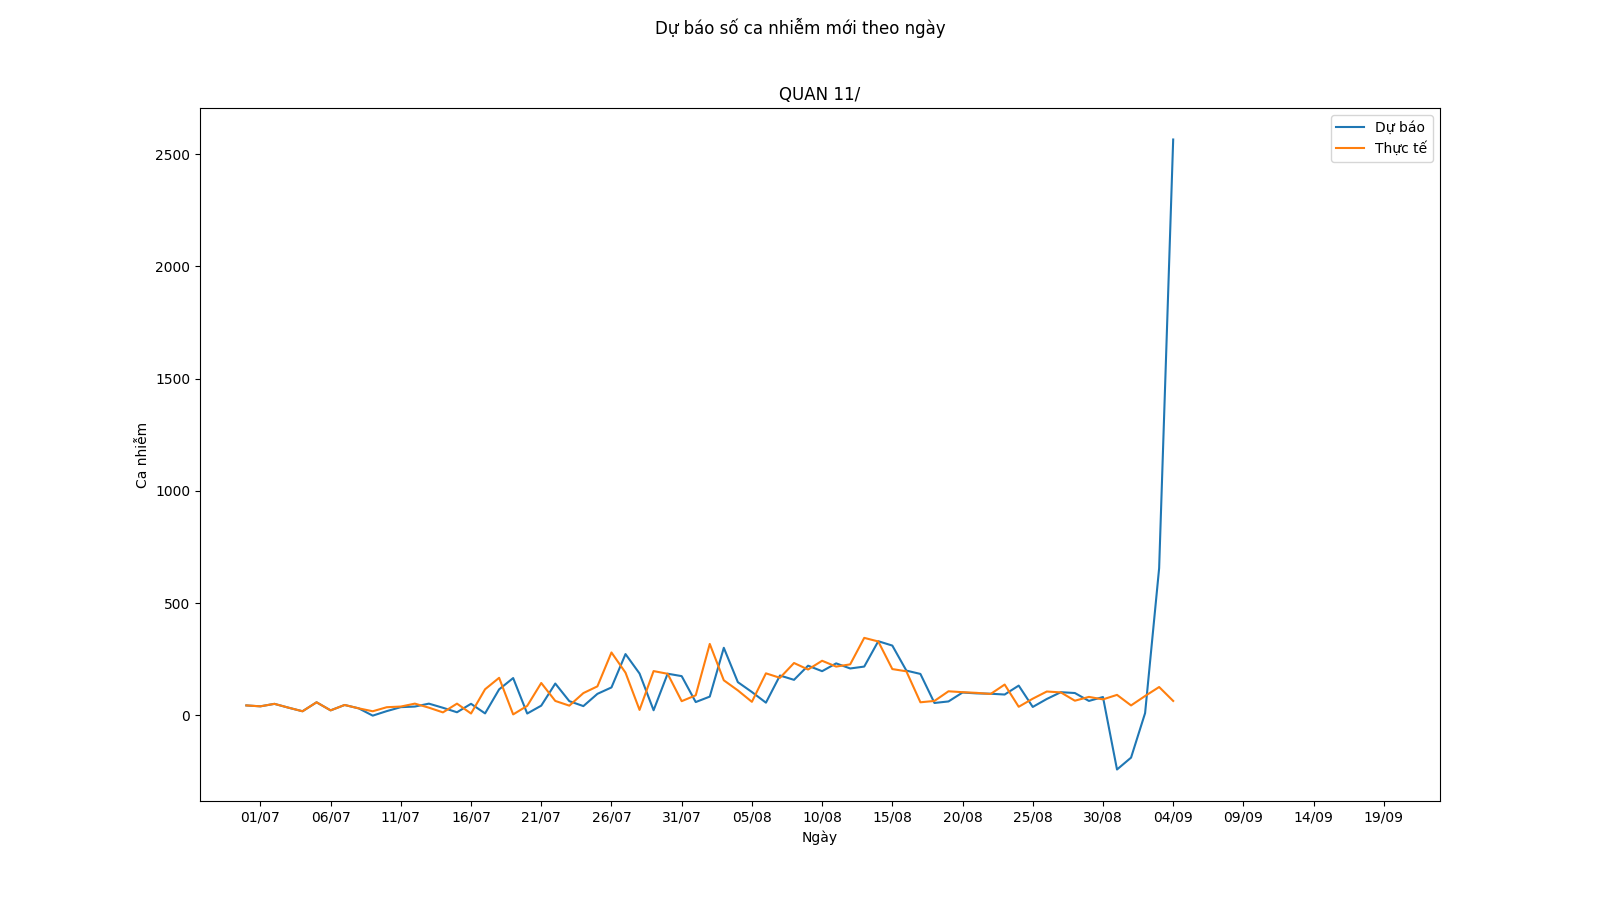 Dự báo số ca nhiễm mới theo ngày
QUAN 11/
Dự báo
Thực tế
2500
2000
1500
1000
500
0
Ca nhiễm
01/07 06/07 11/07 16/07 21/07 26/07 31/07 05/08 10/08 15/08 20/08 25/08 30/08 04/09 09/09 14/09 19/09
Ngày